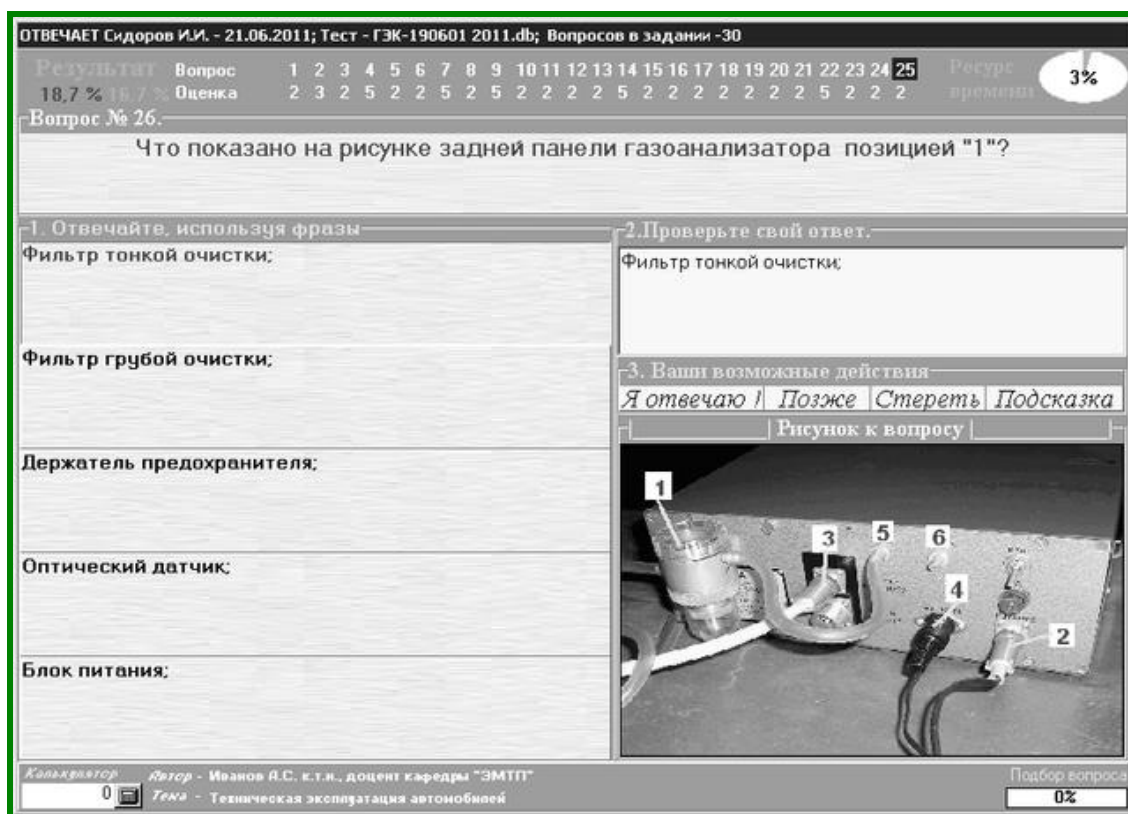 ОТВЕЧАЕТ Сидоров И.И. - 21.06.2011; Тест - ГЭК-190601 2011.db; Вопросов в задании -30
Результат Вопрос 1 2 3 4 5 6 7 8 9 10 11 12 13 14 15 16 17 18 19 20 21 22 23 24 25 Ресурс 3%
18,7 % 16.7 % Оценка 2 3 2 5 2 2 5 2 5 2 2 2 2 5 2 2 2 2 2 2 2 5 2 2 2 времени
Вопрос № 26.
Что показано на рисунке задней панели газоанализатора позицией "1"?
1. Отвечайте, используя фразы
Фильтр тонкой очистки;
Фильтр грубой очистки;
Держатель предохранителя;
Оптический датчик;
Блок питания;
2.Проверьте свой ответ.
Фильтр тонкой очистки;
3. Ваши возможные действия
Я отвечаю ! Позже Стереть Подсказка
Рисунок к вопросу
1
3
5
6
4
2
Калькулятор Автор - Иванов А.С. к.т.н., доцент кафедры "ЭМТП" Подбор вопроса
0 Тема - Техническая эксплуатация автомобилей 0%